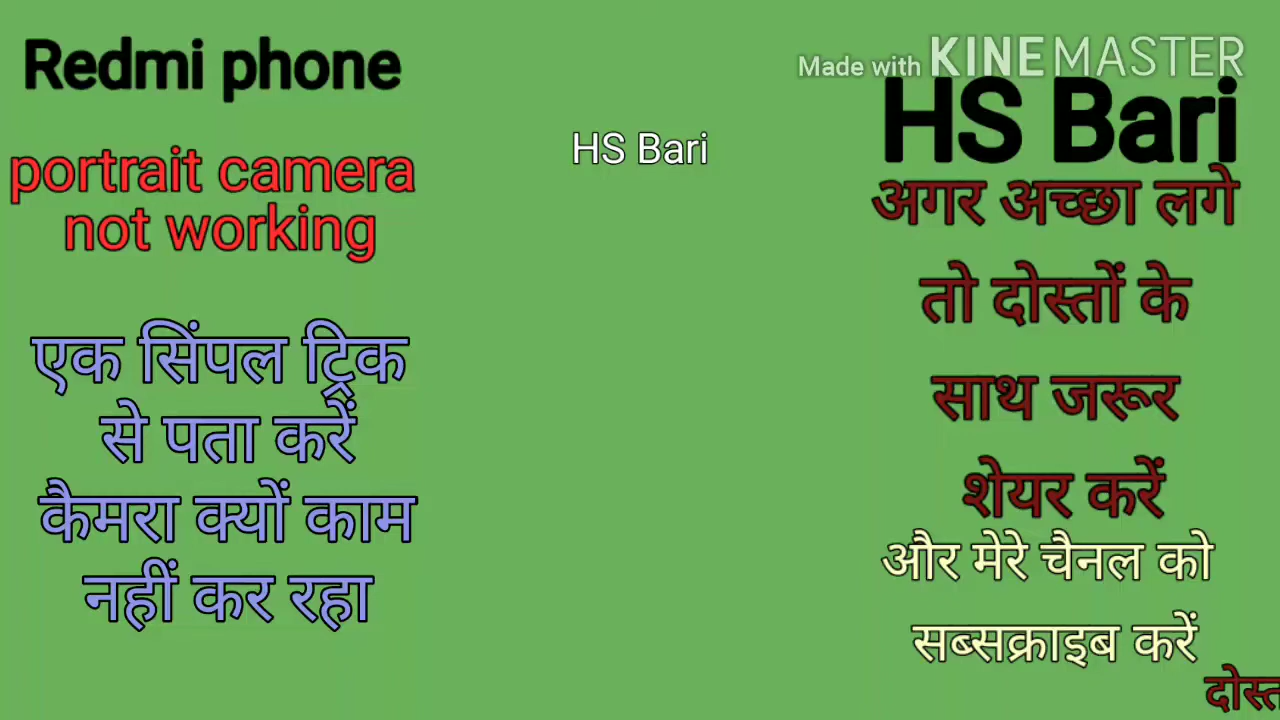 Redmi phone
portrait camera
not working
एक सिंपल ट्रिक
से पता करें
कैमरा क्यों काम
नहीं कर रहा
HS Bari
Made with KINEMASTER
HS Bari
अगर अच्छा लगे
तो दोस्तों के
साथ जरूर
शेयर करें
और मेरे चैनल को
सब्सक्राइब करें